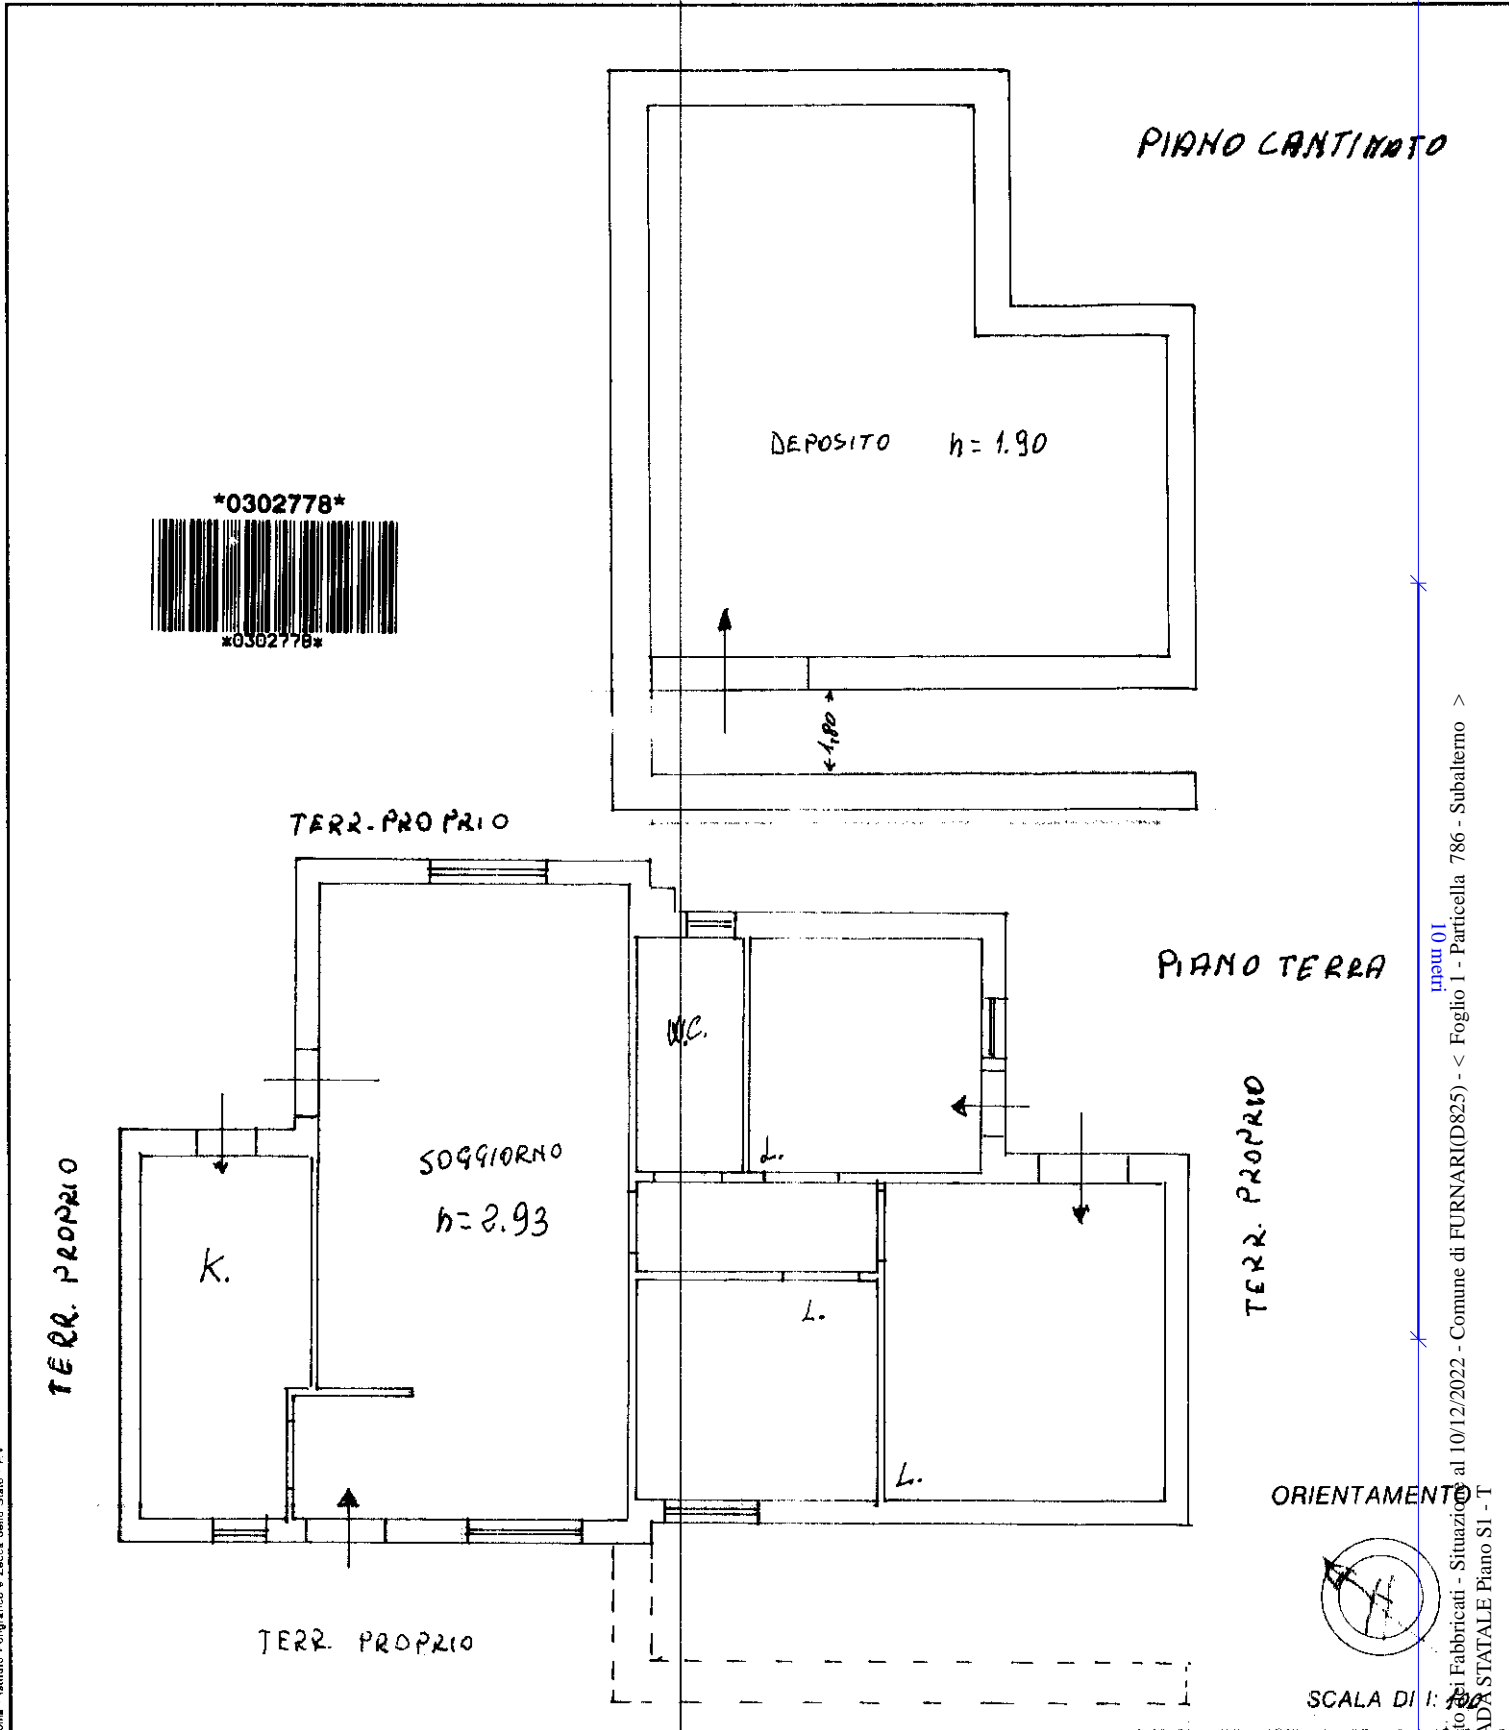 PIANO CANTINATO
DEPOSITO h= 1.90
*0302778*
*0302778*
1,80
TERR. PROPRIO
PIANO TERRA
W.C.
SOGGIORNO
h= 2.93
K.
L.
L.
L.
TERR. PROPRIO
TERR. PROPRIO
TERR. PROPRIO
ORIENTAMENTO
SCALA DI 1: 100
10 metri
Fabbricati - Situazione al 10/12/2022 - Comune di FURNARI(D825) - < Foglio 1 - Particella 786 - Subalterno >
STATALE Piano S1 - T